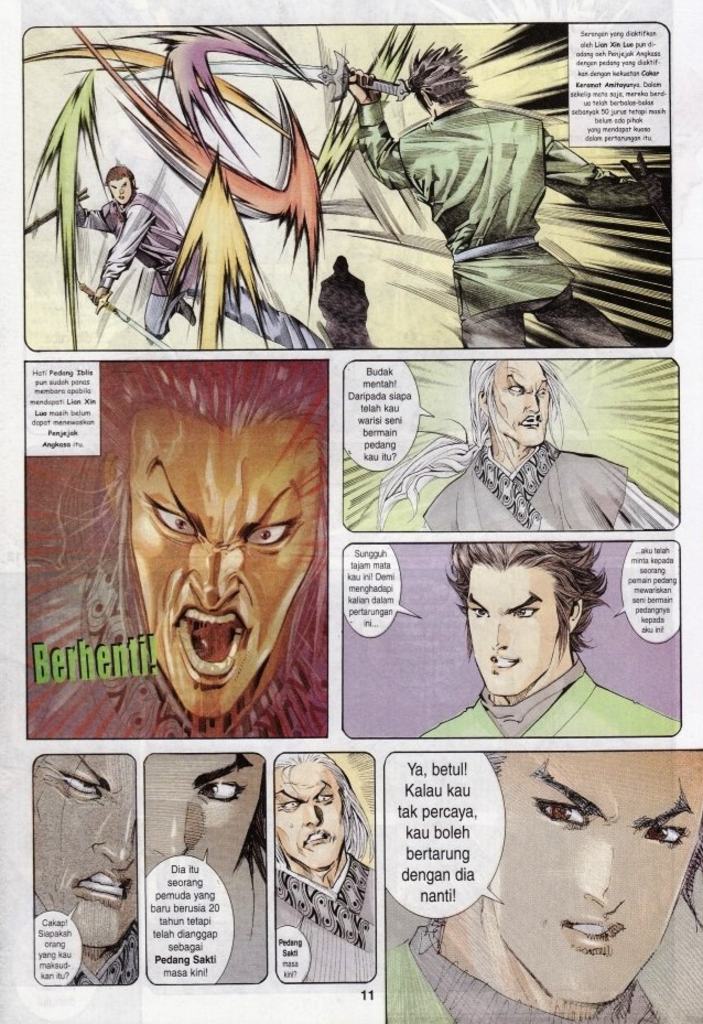 Serangan yang diaktifkan
oleh Lian Xin Luo pun di-
adang oeh Penjejak Angkasa
dengan pedang yang diaktif-
kan dengan kekuatan Cakar
Keramat Amitayunya. Dalam
sekelip mata saja, mereka berd-
ua telah berbalas-balas
sebanyak 50 jurus tetapi masih
belum ada pihak
yang mendapat kuasa
dalam pertarungan itu.
Hati Pedang Iblis
pun sudah panas
membara apabila
mendapati Lian Xin
Luo masih belum
dapat menewaskan
Penjejak
Angkasa itu.
Berhenti!
Budak
mentah!
Daripada siapa
telah kau
warisi seni
bermain
pedang
kau itu?
Sungguh
tajam mata
kau ini! Demi
menghadapi
kalian dalam
pertarungan
ini...
...aku telah
minta kepada
seorang
pemain pedang
mewariskan
seni bermain
pedangnya
kepada
aku ini!
Cakap!
Siapakah
orang
yang kau
maksud-
kan itu?
Dia itu
seorang
pemuda yang
baru berusia 20
tahun tetapi
telah dianggap
sebagai
Pedang Sakti
masa kini!
Pedang
Sakti
masa
kini?
Ya, betul!
Kalau kau
tak percaya,
kau boleh
bertarung
dengan dia
nanti!
11